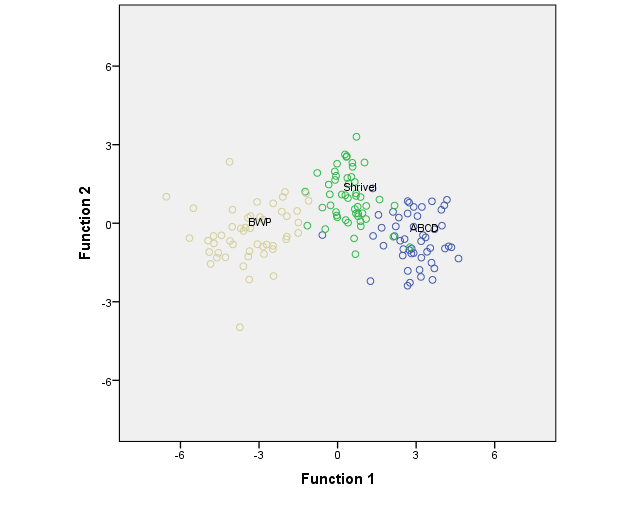 6
3
Shrivel
Function 2
0
BWP
ABCD
-3
-6
-6 -3 0 3 6
Function 1